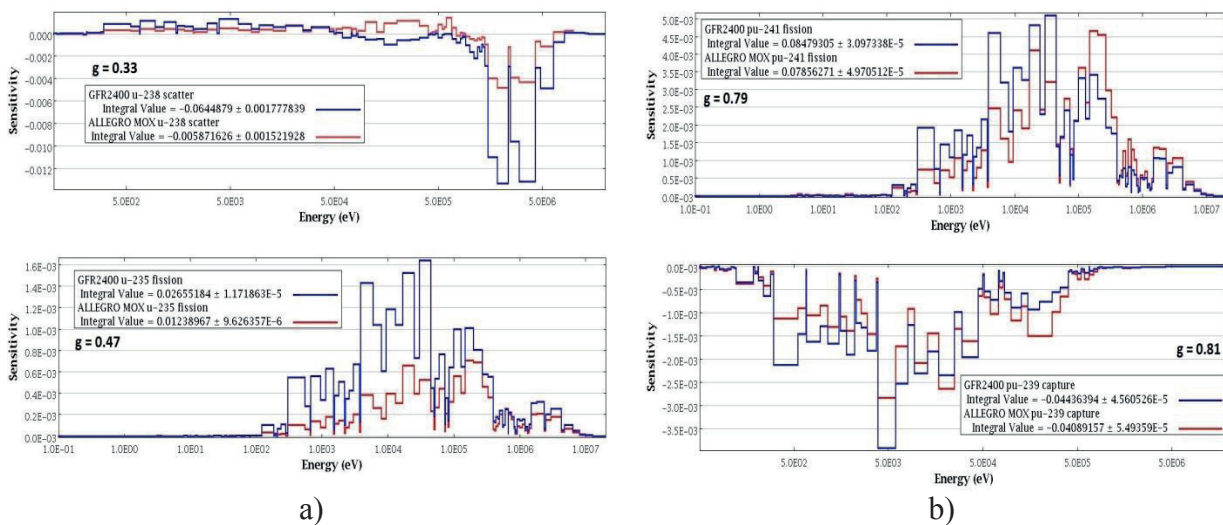 0.000
-0.002
-0.004
-0.006
-0.008
-0.010
-0.012
Sensitivity
g = 0.33
GFR2400 u-238 scatter
Integral Value = -0.0644879 ± 0.001777839
ALLEGRO MOX u-238 scatter
Integral Value = -0.005871626 ± 0.001521928
5.0E02 5.0E03 5.0E04 5.0E05 5.0E06
Energy (eV)
1.6E-03
1.4E-03
1.2E-03
1.0E-03
0.8E-03
0.6E-03
0.4E-03
0.2E-03
0.0E-03
Sensitivity
GFR2400 u-235 fission
Integral Value = 0.02655184 ± 1.171863E-5
ALLEGRO MOX u-235 fission
Integral Value = 0.01238967 ± 9.626357E-6
g = 0.47
1.0E-01 1.0E00 1.0E01 1.0E02 1.0E03 1.0E04 1.0E05 1.0E06 1.0E07
Energy (eV)
a)
5.0E-03
4.5E-03
4.0E-03
3.5E-03
3.0E-03
2.5E-03
2.0E-03
1.5E-03
1.0E-03
0.5E-03
0.0E-03
Sensitivity
GFR2400 pu-241 fission
Integral Value = 0.08479305 ± 3.097338E-5
ALLEGRO MOX pu-241 fission
Integral Value = 0.07856271 ± 4.970512E-5
g = 0.79
1.0E-01 1.0E00 1.0E01 1.0E02 1.0E03 1.0E04 1.0E05 1.0E06 1.0E07
Energy (eV)
0.0E-03
-0.5E-03
-1.0E-03
-1.5E-03
-2.0E-03
-2.5E-03
-3.0E-03
-3.5E-03
Sensitivity
g = 0.81
GFR2400 pu-239 capture
Integral Value = -0.04436394 ± 4.560526E-5
ALLEGRO MOX pu-239 capture
Integral Value = -0.04089157 ± 5.49359E-5
5.0E02 5.0E03 5.0E04 5.0E05 5.0E06
Energy (eV)
b)